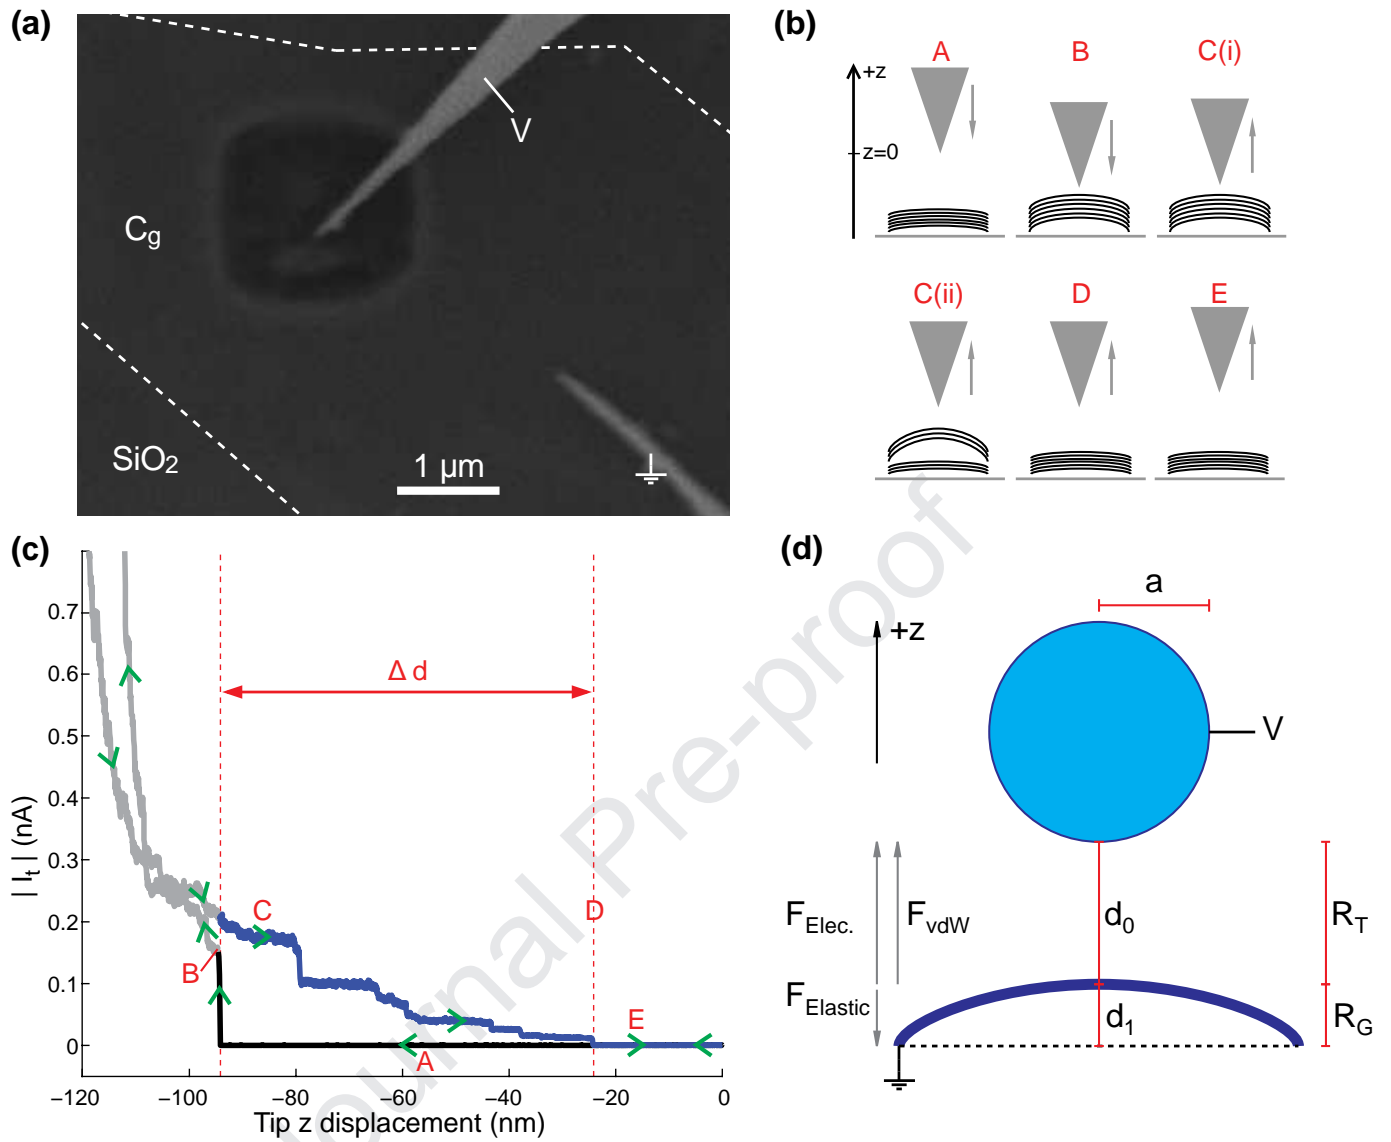 (a)
V
Cg
SiO2
1 μm
(b)
A
B
C(i)
+z
z=0
C(ii)
D
E
(c)
| It | (nA)
0.7
0.6
0.5
0.4
0.3
0.2
0.1
0
Δ d
C
D
B
E
A
−120
−100
−80
−60
−40
−20
0
Tip z displacement (nm)
(d)
a
+z
V
FElec.
FvdW
d0
RT
FElastic
d1
RG
Journal Pre-proof